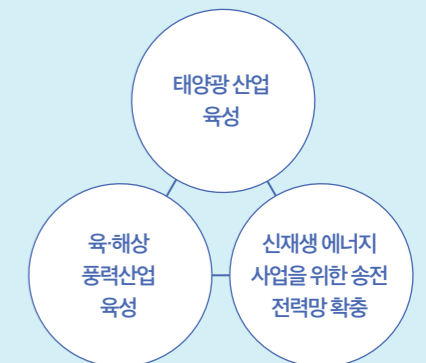 태양광 산업
육성
육·해상
풍력산업
육성
신재생 에너지
사업을 위한 송전
전력망 확충